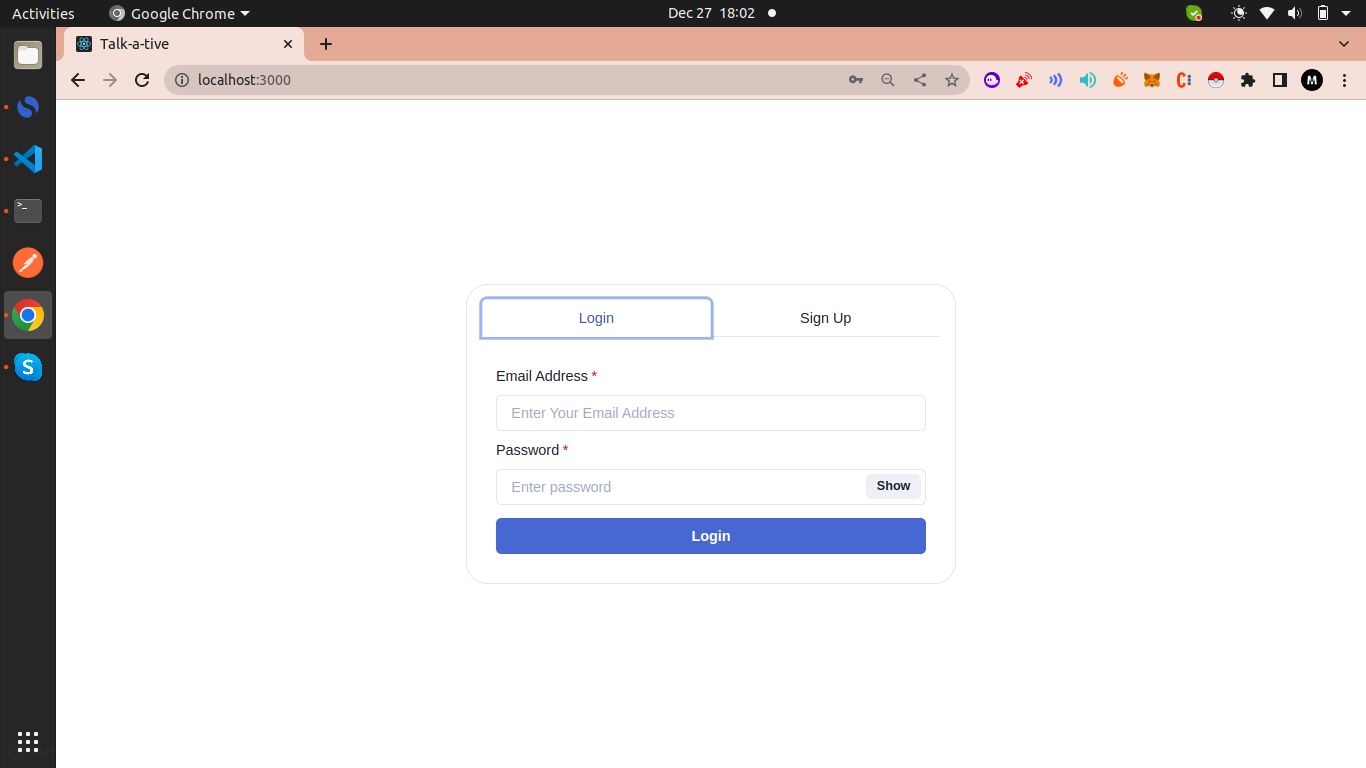 Activities Google Chrome Dec 27 18:02
Talk-a-tive
localhost:3000
M
>_
S
Login Sign Up
Email Address *
Enter Your Email Address
Password *
Enter password Show
Login